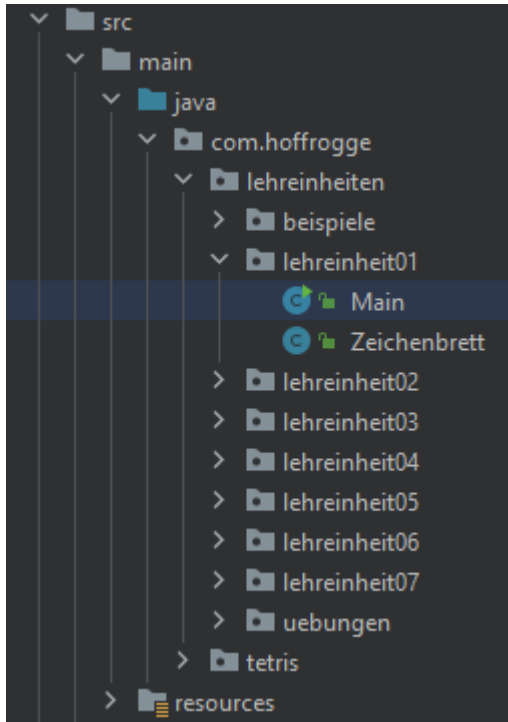 src
main
java
com.hoffrogge
lehreinheiten
beispiele
lehreinheit01
Main
Zeichenbrett
lehreinheit02
lehreinheit03
lehreinheit04
lehreinheit05
lehreinheit06
lehreinheit07
uebungen
tetris
resources